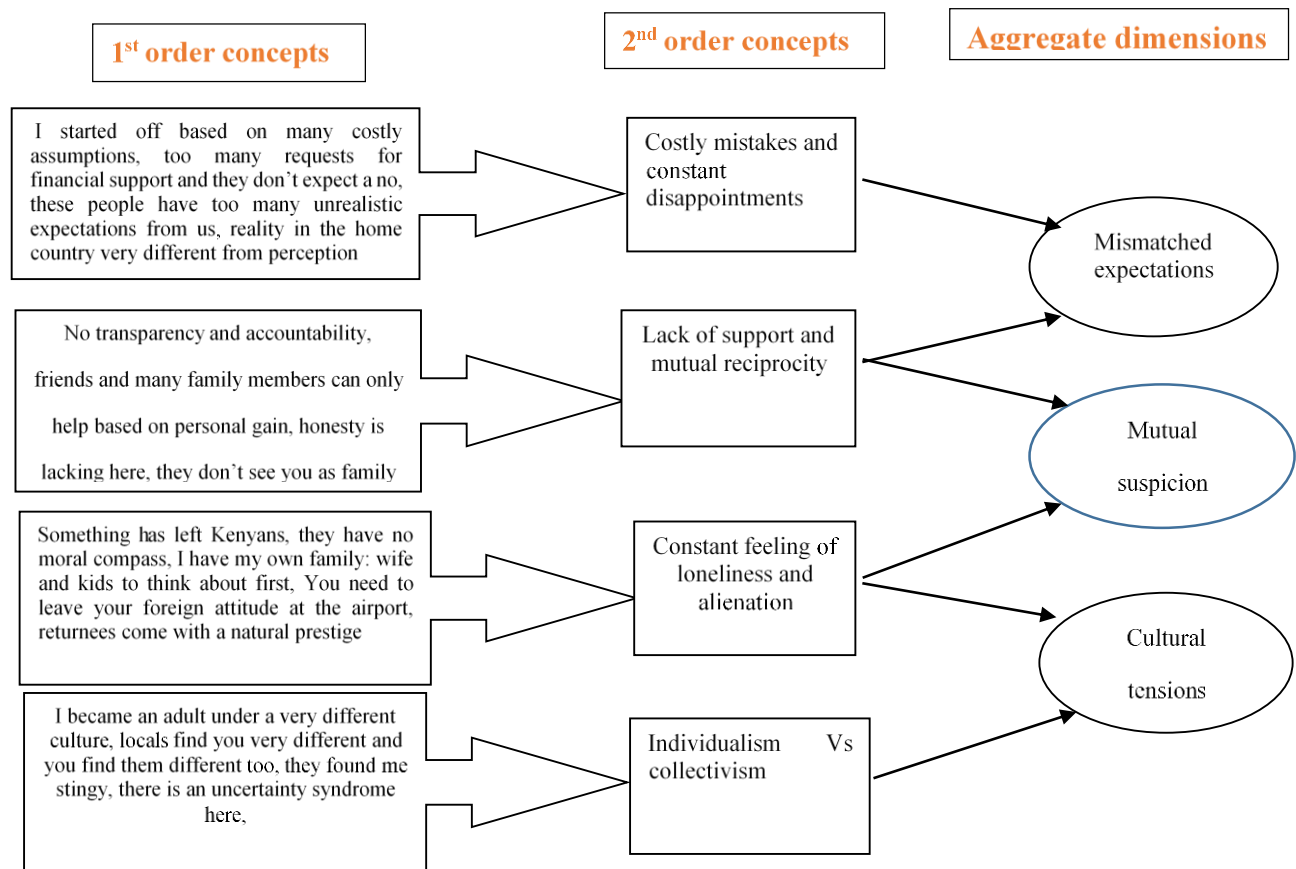 1st order concepts
2nd order concepts
Aggregate dimensions
I started off based on many costly
assumptions, too many requests for
financial support and they don't expect a no,
these people have too many unrealistic
expectations from us, reality in the home
country very different from perception
Costly mistakes and
constant
disappointments
Mismatched
expectations
No transparency and accountability,
friends and many family members can only
help based on personal gain, honesty is
lacking here, they don't see you as family
Lack of support and
mutual reciprocity
Mutual
suspicion
Something has left Kenyans, they have no
moral compass, I have my own family: wife
and kids to think about first, You need to
leave your foreign attitude at the airport,
returnees come with a natural prestige
Constant feeling of
loneliness and
alienation
Cultural
tensions
I became an adult under a very different
culture, locals find you very different and
you find them different too, they found me
stingy, there is an uncertainty syndrome
here,
Individualism Vs
collectivism